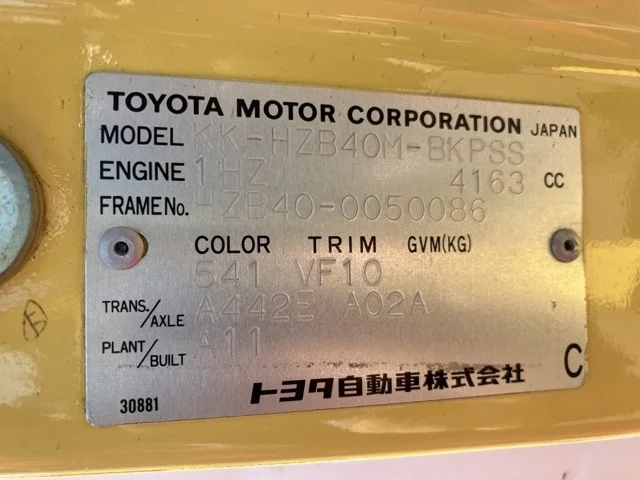 TOYOTA MOTOR CORPORATION JAPAN
MODEL KK-HZB40M-BKPSS
ENGINE 1HZ 4163 CC
FRAME No. HZB40-0050086
COLOR TRIM GVM(KG)
541 VF10
TRANS./AXLE A442E A02A
PLANT/BUILT A11
トヨタ自動車株式会社 C
30881